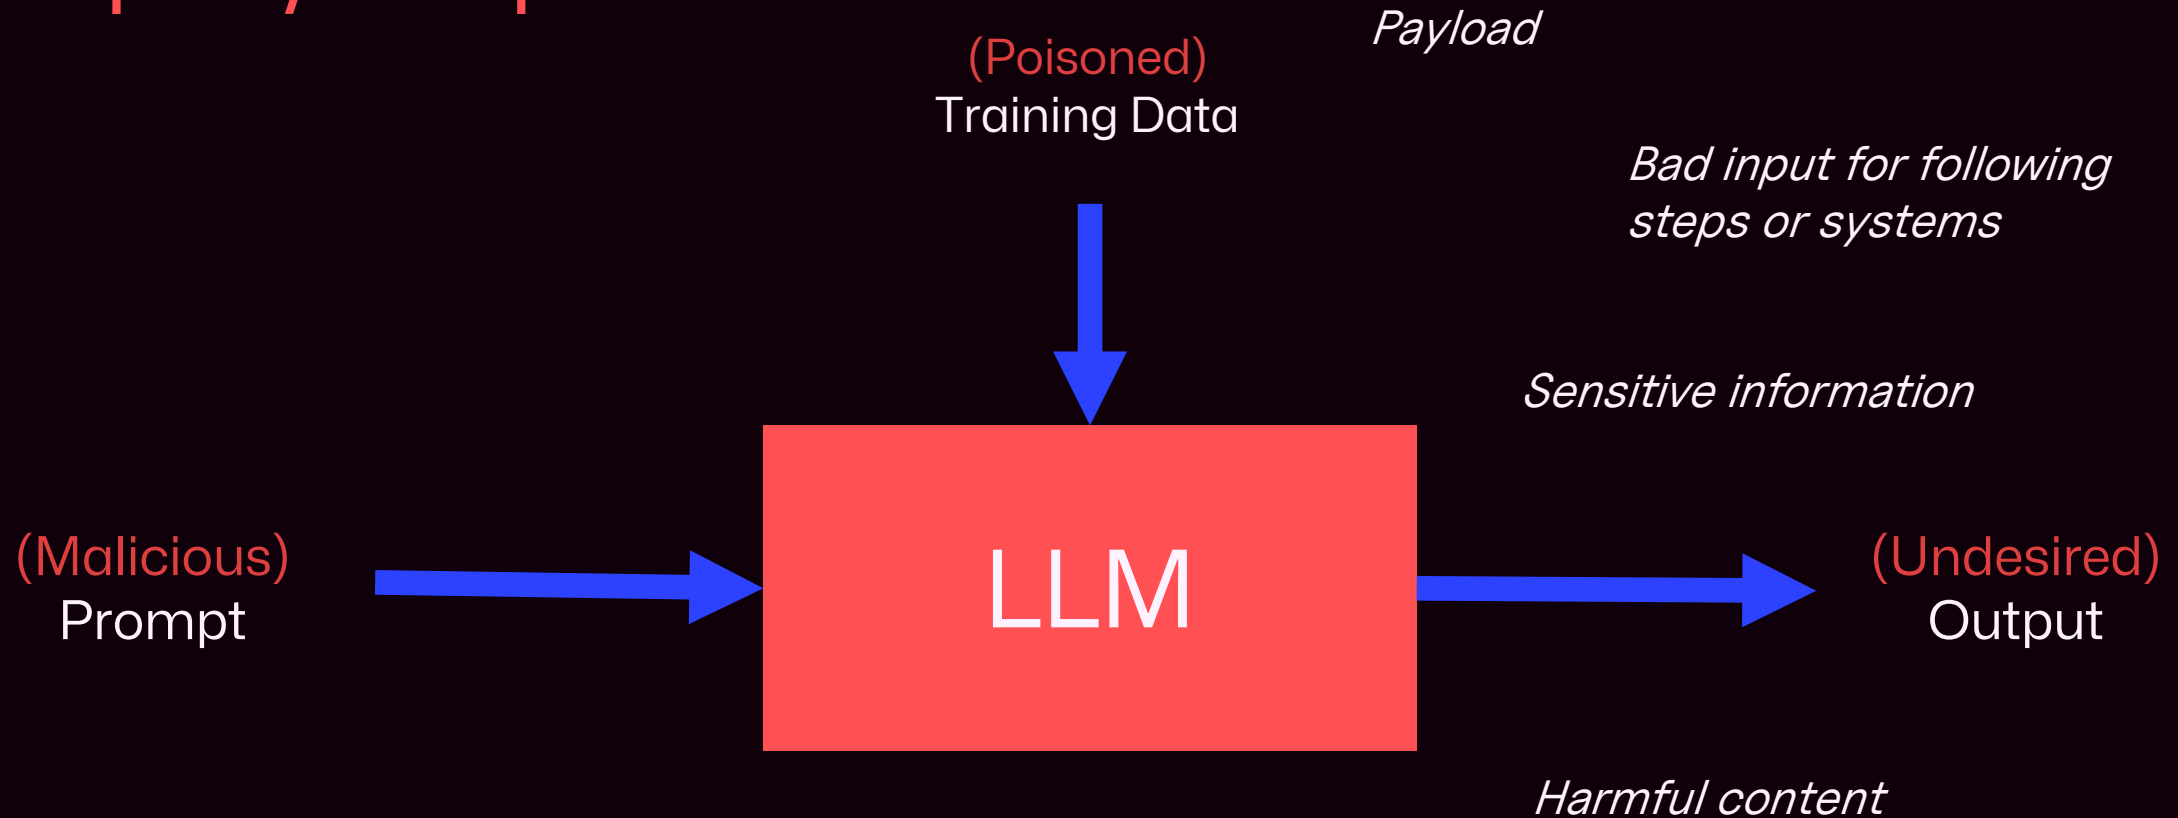 Payload
(Poisoned)
Training Data
Bad input for following
steps or systems
Sensitive information
(Malicious)
Prompt
LLM
(Undesired)
Output
Harmful content